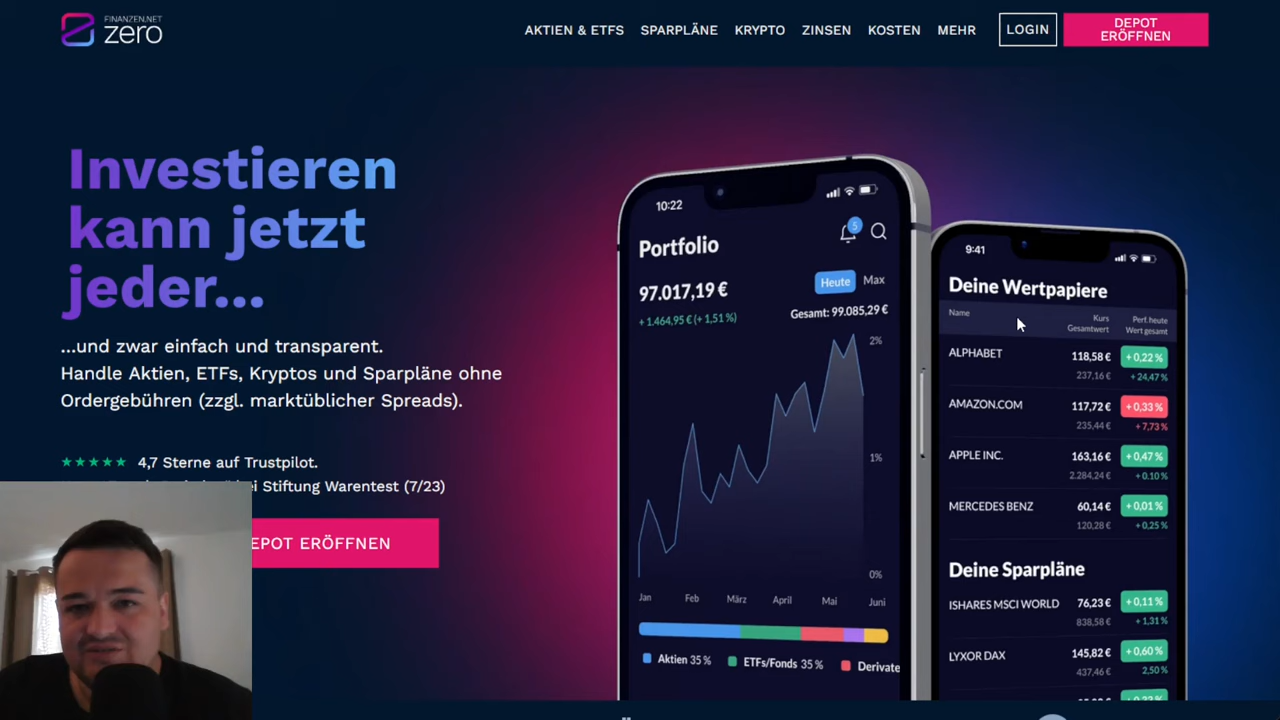 FINANZEN.NET
zero
AKTIEN & ETFS
SPARPLÄNE
KRYPTO
ZINSEN
KOSTEN
MEHR
LOGIN
DEPOT
ERÖFFNEN
Investieren
kann jetzt
jeder...
...und zwar einfach und transparent.
Handle Aktien, ETFs, Kryptos und Sparpläne ohne
Ordergebühren (zzgl. marktüblicher Spreads).
★★★★★ 4,7 Sterne auf Trustpilot.
bei Stiftung Warentest (7/23)
DEPOT ERÖFFNEN
10:22
5
Portfolio
97.017,19 €
Heute
Max
+ 1.464,95 € (+ 1,51 %)
Gesamt: 99.085,29 €
2%
1%
0%
Jan
Feb
März
April
Mai
Juni
Aktien 35 %
ETFs/Fonds 35 %
Derivate
9:41
Deine Wertpapiere
Name
Kurs
Gesamtwert
Perf. heute
Wert gesamt
ALPHABET
118,58 €
+ 0,22 %
237,16 €
+ 24,47 %
AMAZON.COM
117,72 €
+ 0,33 %
235,44 €
+ 7,73 %
APPLE INC.
163,16 €
+ 0,47 %
2.284,24 €
+ 0.10 %
MERCEDES BENZ
60,14 €
+ 0,01 %
120,28 €
+ 0,25 %
Deine Sparpläne
ISHARES MSCI WORLD
76,23 €
+ 0,11 %
838,58 €
+ 1,31 %
LYXOR DAX
145,82 €
+ 0,60 %
437,46 €
2,50 %